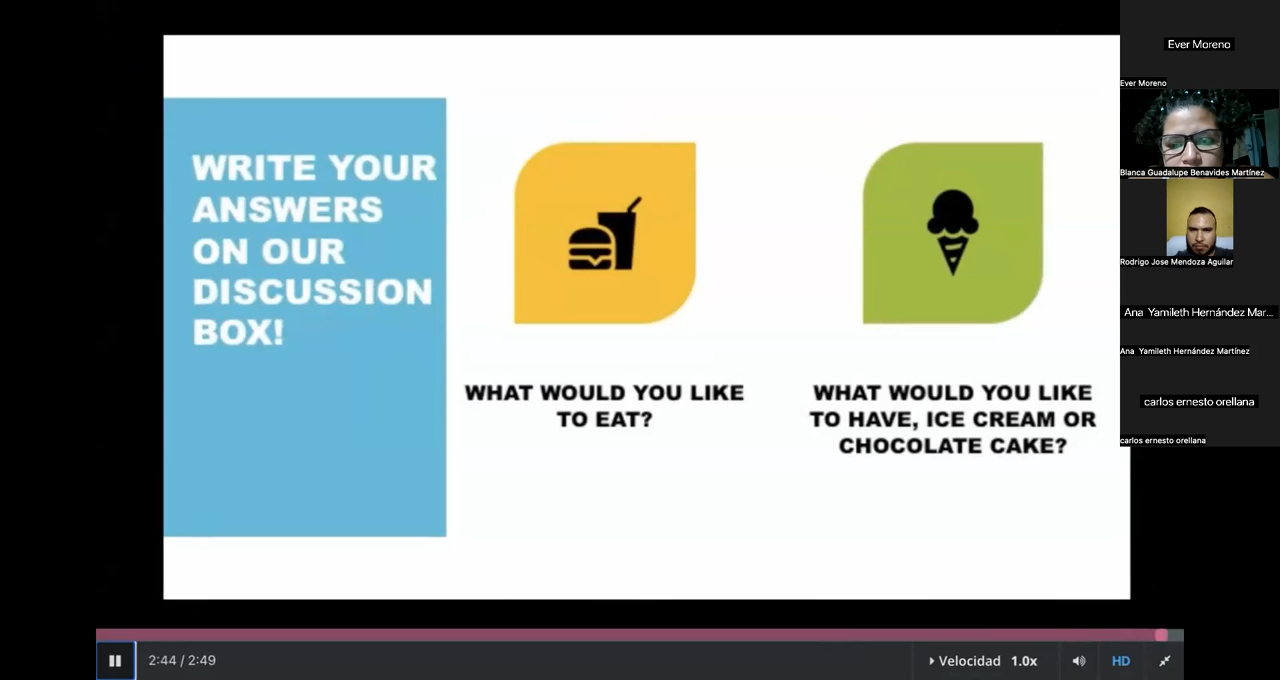 WRITE YOUR
ANSWERS
ON OUR
DISCUSSION
BOX!
WHAT WOULD YOU LIKE
TO EAT?
WHAT WOULD YOU LIKE
TO HAVE, ICE CREAM OR
CHOCOLATE CAKE?
Ever Moreno
Ever Moreno
Blanca Guadalupe Benavides Martínez
Rodrigo Jose Mendoza Aguilar
Ana Yamileth Hernández Mar...
Ana Yamileth Hernández Martínez
carlos ernesto orellana
carlos ernesto orellana
2:44 / 2:49
Velocidad 1.0x
HD